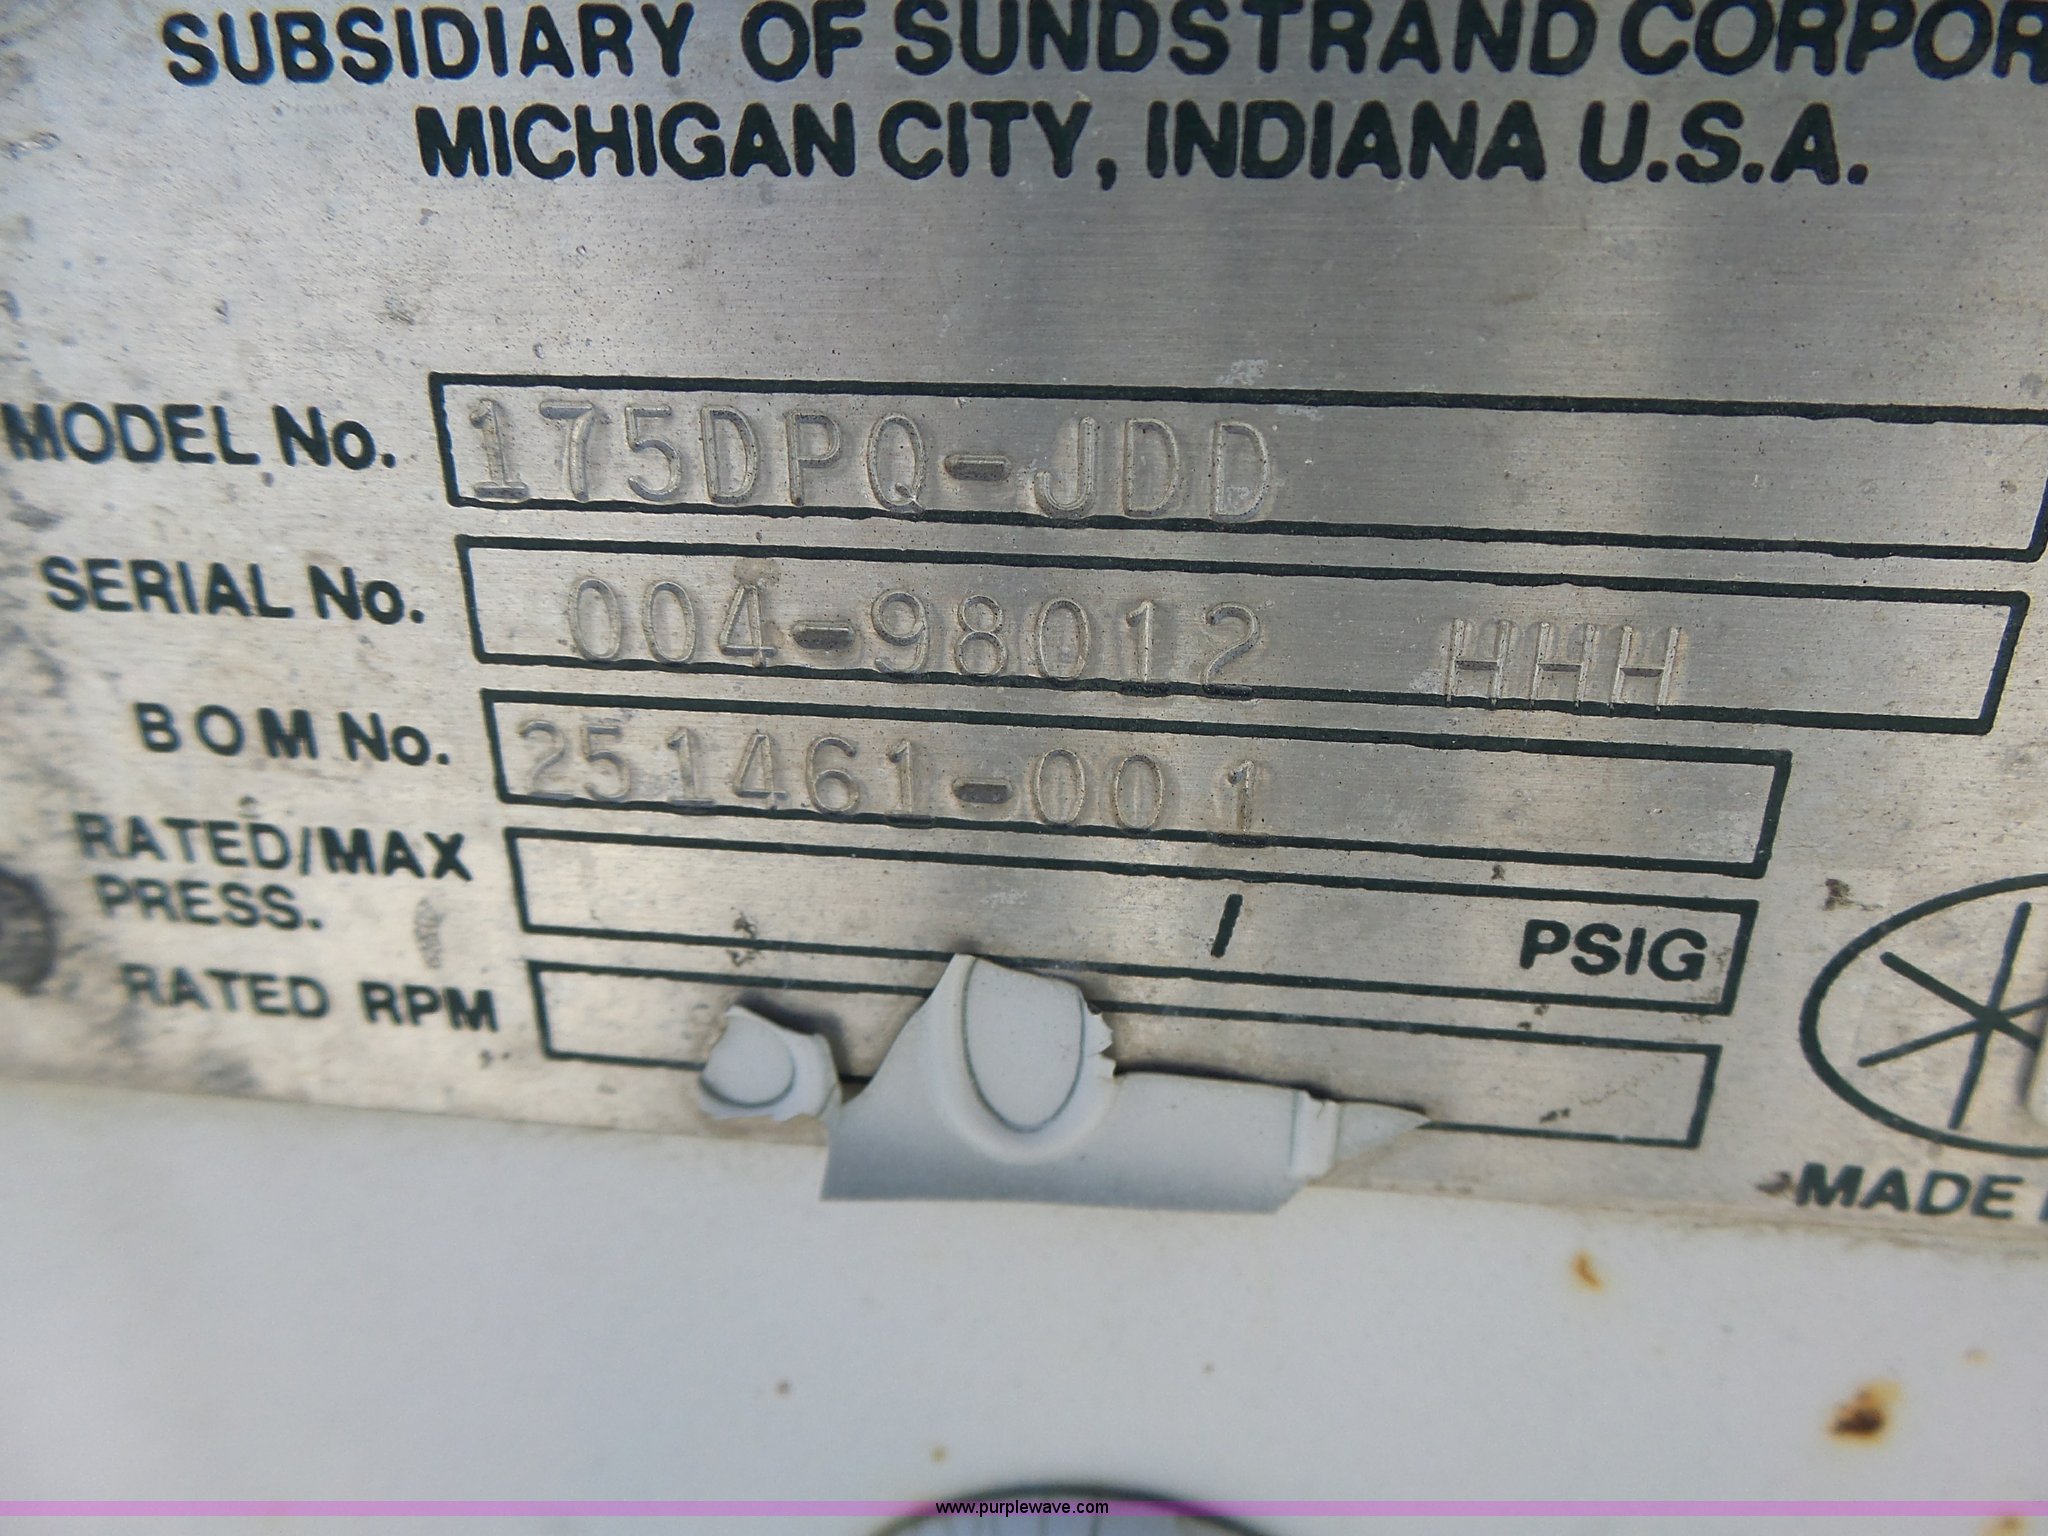 SUBSIDIARY OF SUNDSTRAND CORPOR
MICHIGAN CITY, INDIANA U.S.A.
MODEL No. 175DPQ-JDD
SERIAL No. 004-98012 HHH
BOM No. 251461-001
RATED/MAX PRESS. / PSIG
RATED RPM
MADE
www.purplewave.com